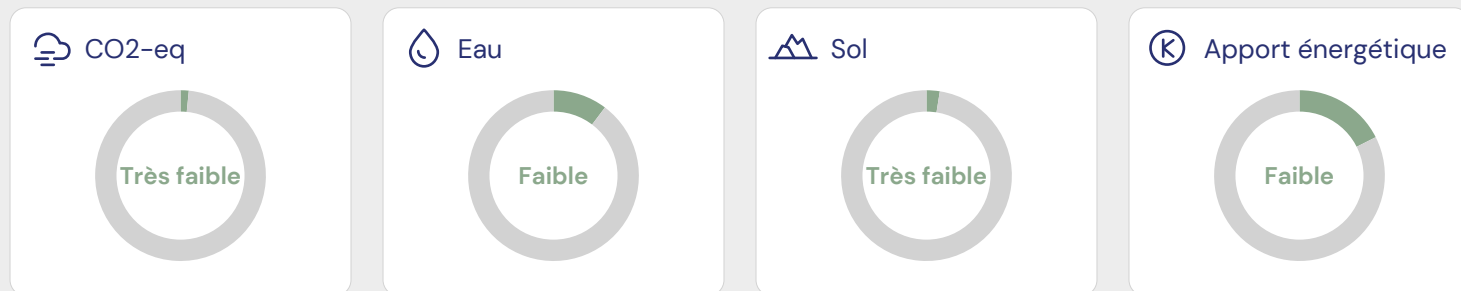 CO2-eq
Très faible
Eau
Faible
Sol
Très faible
Apport énergétique
Faible